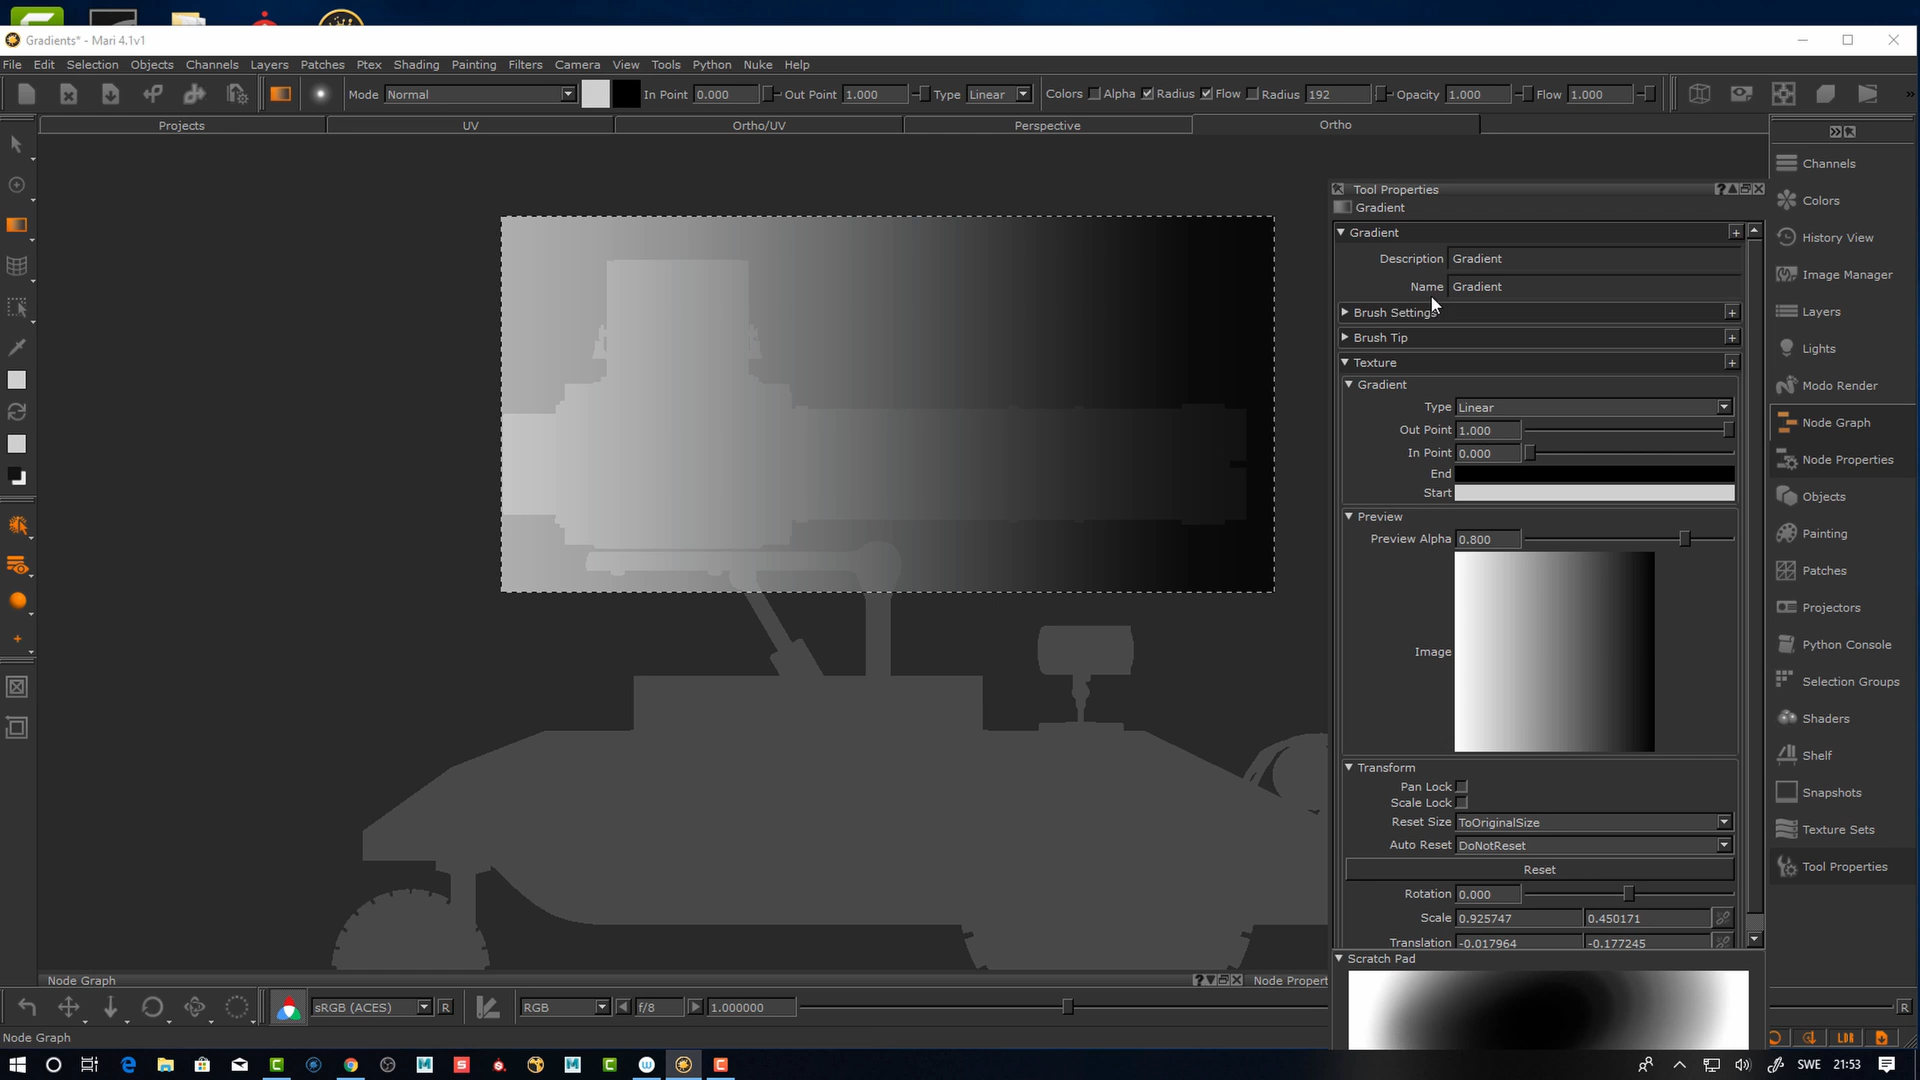 Gradients* - Mari 4.1v1
File Edit Selection Objects Channels Layers Patches Ptex Shading Painting Filters Camera View Tools Python Nuke Help
Mode Normal In Point 0.000 Out Point 1.000 Type Linear Colors Alpha Radius Flow Radius 192 Opacity 1.000 Flow 1.000
Projects UV Ortho/UV Perspective Ortho
Tool Properties
Gradient
Gradient
Description Gradient
Name Gradient
Brush Settings
Brush Tip
Texture
Gradient
Type Linear
Out Point 1.000
In Point 0.000
End
Start
Preview
Preview Alpha 0.800
Image
Transform
Pan Lock
Scale Lock
Reset Size ToOriginalSize
Auto Reset DoNotReset
Reset
Rotation 0.000
Scale 0.925747 0.450171
Translation -0.017964 -0.177245
Scratch Pad
Channels
Colors
History View
Image Manager
Layers
Lights
Modo Render
Node Graph
Node Properties
Objects
Painting
Patches
Projectors
Python Console
Selection Groups
Shaders
Shelf
Snapshots
Texture Sets
Tool Properties
Node Graph Node Propert
sRGB (ACES) R RGB f/8 1.000000 R
Node Graph LDR
SWE 21:53